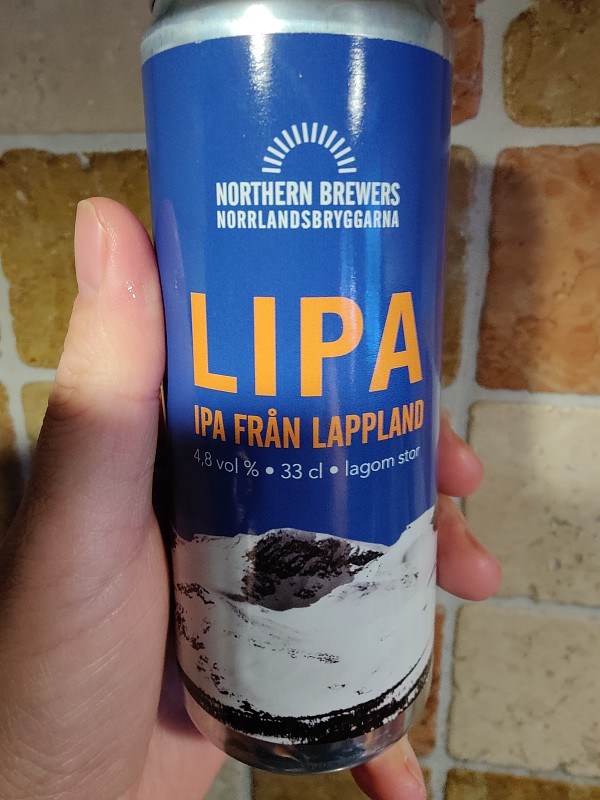 NORTHERN BREWERS
NORRLANDSBRYGGARNA
LIPA
IPA FRÅN LAPPLAND
4,8 vol % • 33 cl • lagom stor